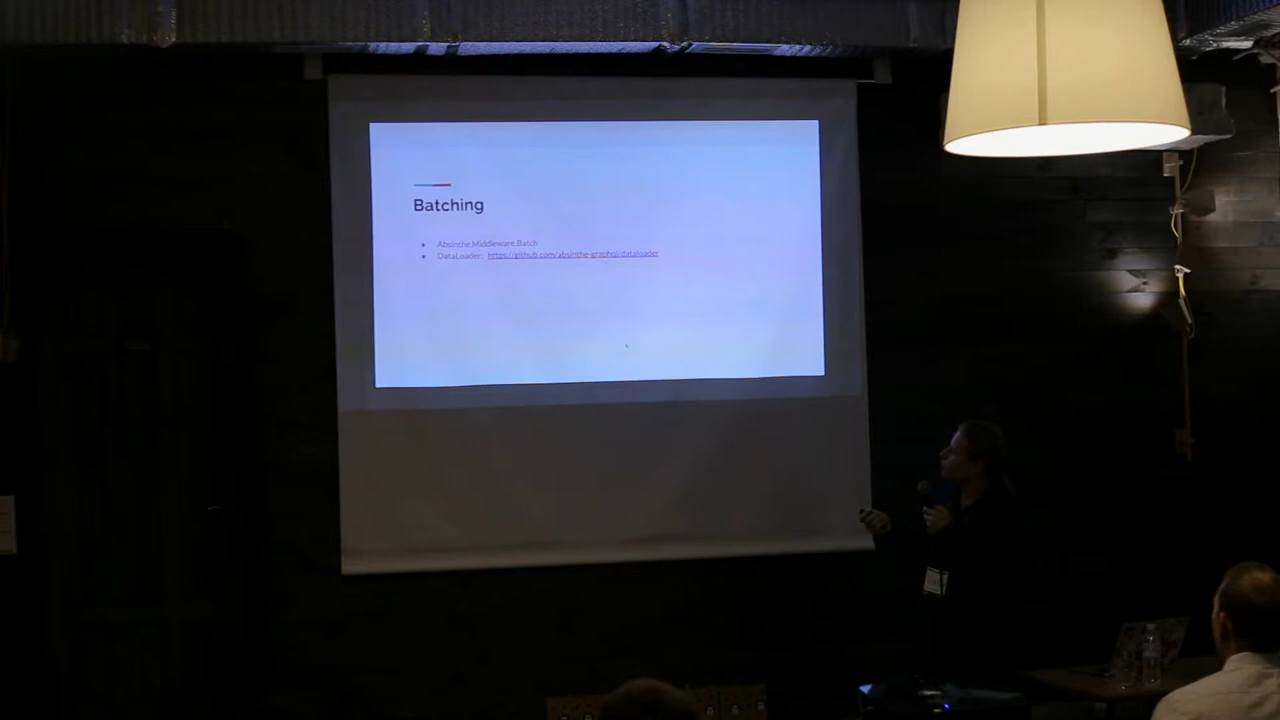 Batching
Absinthe.Middleware.Batch
DataLoader: https://github.com/absinthe-graphql/dataloader